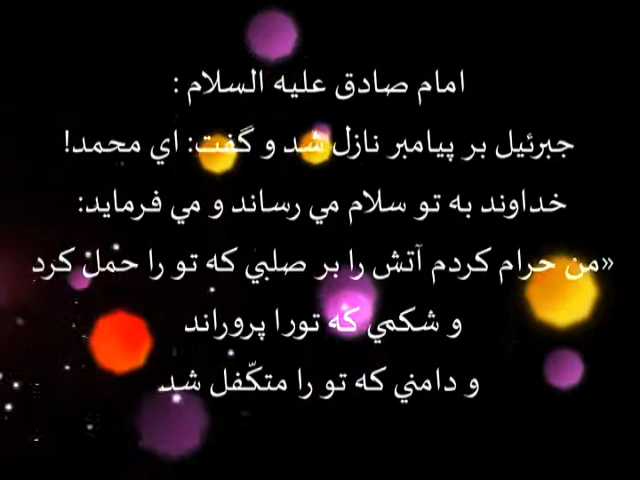 امام صادق عليه السلام :
جبرئيل بر پيامبر نازل شد و گفت: اي محمد!
خداوند به تو سلام مي رساند و مي فرمايد:
«من حرام كردم آتش را بر صلبي كه تو را حمل كرد
و شكمي كه تورا پروراند
و دامني كه تو را متكّفل شد